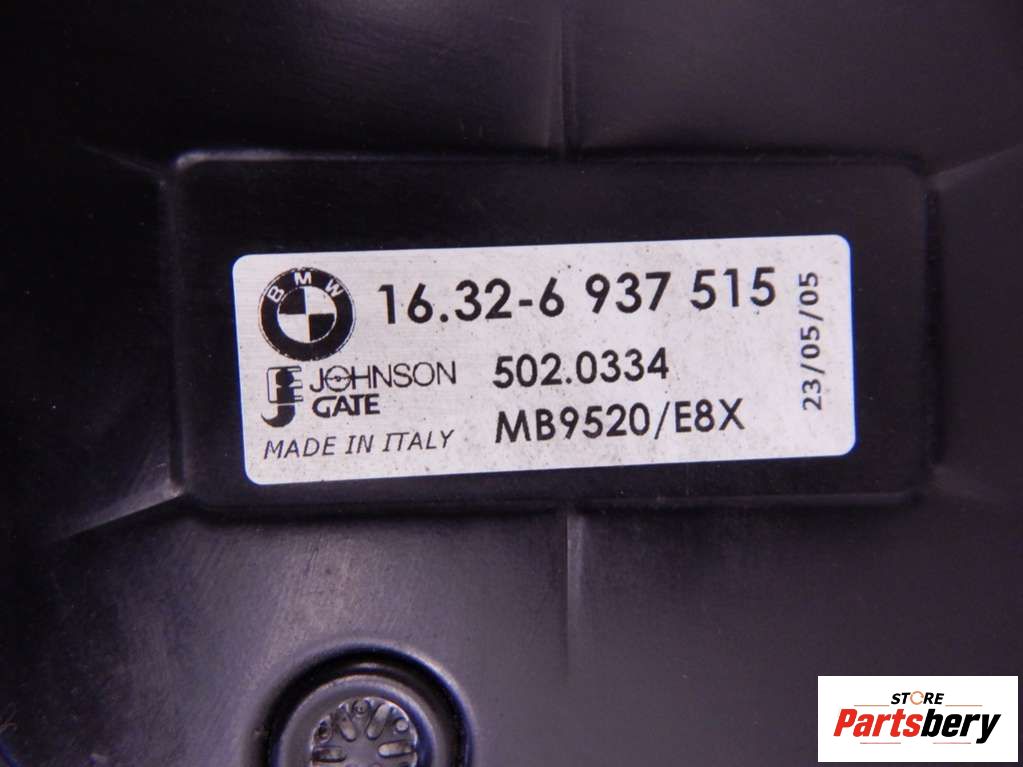 BMW
16.32-6 937 515
23/05/05
JOHNSON
GATE
502.0334
MB9520/E8X
MADE IN ITALY
STORE
Partsbery